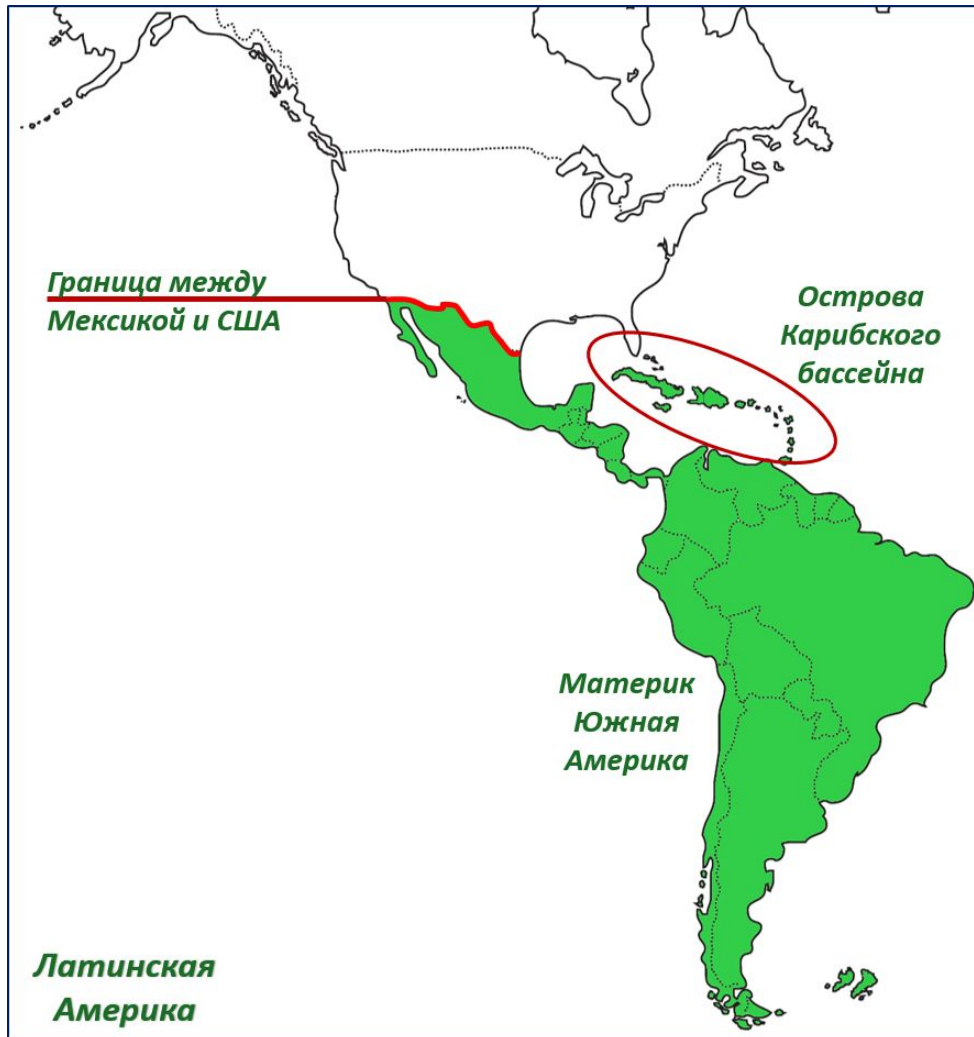 Граница между
Мексикой и США
Острова
Карибского
бассейна
Материк
Южная
Америка
Латинская
Америка